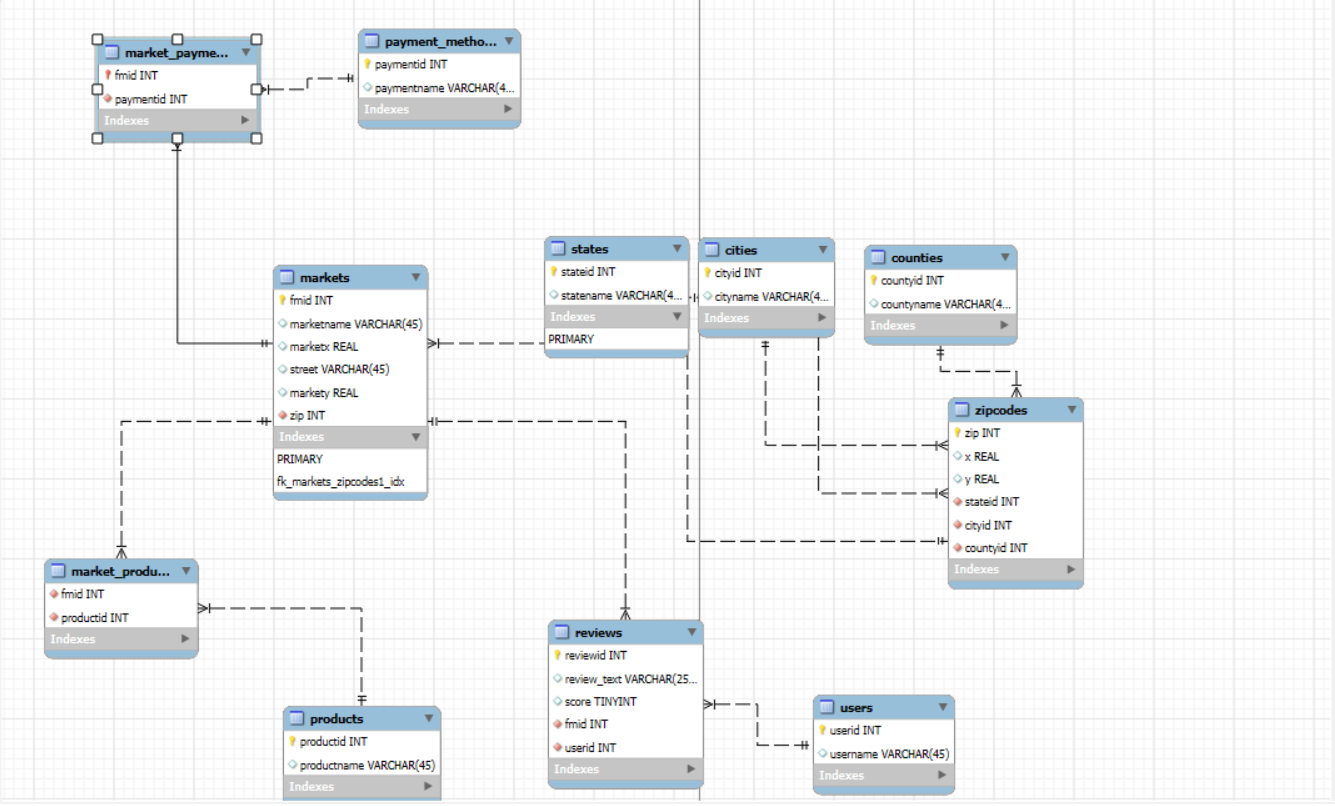 market_payme...
fmid INT
paymentid INT
Indexes
payment_metho...
paymentid INT
paymentname VARCHAR(4...
Indexes
states
stateid INT
statename VARCHAR(4...
Indexes
PRIMARY
cities
cityid INT
cityname VARCHAR(4...
Indexes
counties
countyid INT
countyname VARCHAR(4...
Indexes
markets
fmid INT
marketname VARCHAR(45)
marketx REAL
street VARCHAR(45)
markety REAL
zip INT
Indexes
PRIMARY
fk_markets_zipcodes1_idx
zipcodes
zip INT
x REAL
y REAL
stateid INT
cityid INT
countyid INT
Indexes
market_produ...
fmid INT
productid INT
Indexes
products
productid INT
productname VARCHAR(45)
Indexes
reviews
reviewid INT
review_text VARCHAR(25...
score TINYINT
fmid INT
userid INT
Indexes
users
userid INT
username VARCHAR(45)
Indexes